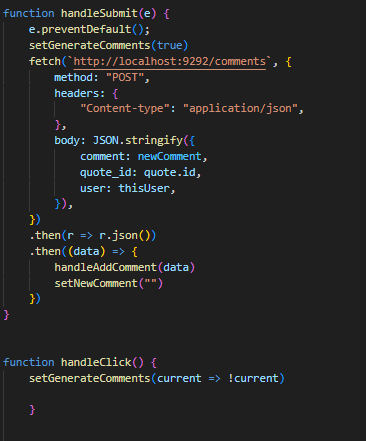 function handleSubmit(e) {
    e.preventDefault();
    setGenerateComments(true)
    fetch(`http://localhost:9292/comments`, {
        method: "POST",
        headers: {
            "Content-type": "application/json",
        },
        body: JSON.stringify({
            comment: newComment,
            quote_id: quote.id,
            user: thisUser,
        }),
    })
    .then(r => r.json())
    .then((data) => {
        handleAddComment(data)
        setNewComment("")
    })
}
function handleClick() {
    setGenerateComments(current => !current)
    }